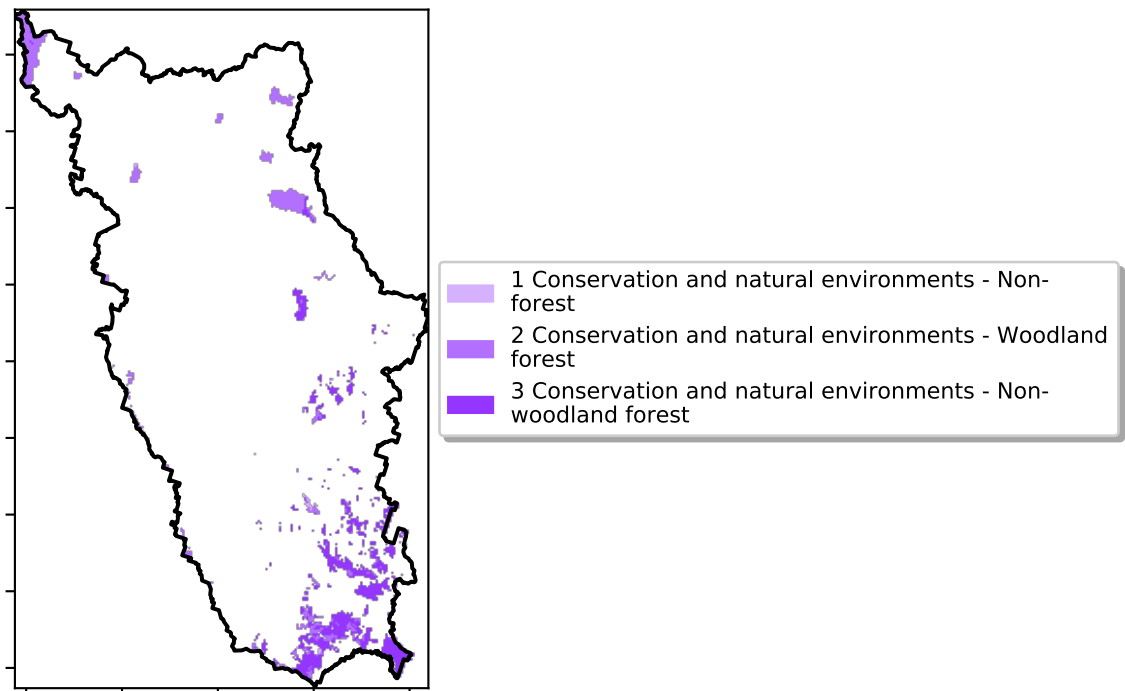 1 Conservation and natural environments - Non-
forest
2 Conservation and natural environments - Woodland
forest
3 Conservation and natural environments - Non-
woodland forest